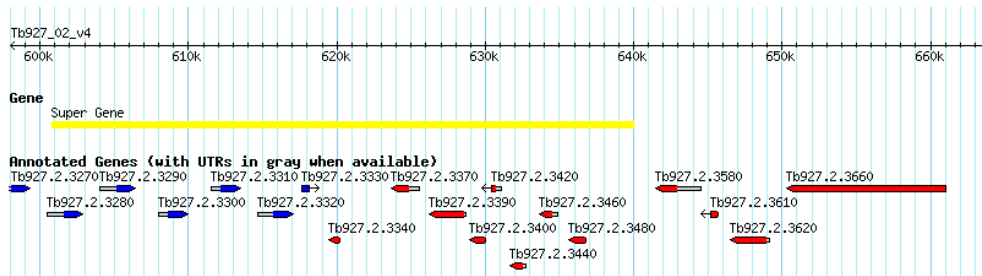 Tb927_02_v4
600k 610k 620k 630k 640k 650k 660k
Gene
Super Gene
Annotated Genes (with UTRs in gray when available)
Tb927.2.3270 Tb927.2.3290 Tb927.2.3310 Tb927.2.3330 Tb927.2.3370 Tb927.2.3420 Tb927.2.3580 Tb927.2.3660
Tb927.2.3280 Tb927.2.3300 Tb927.2.3320 Tb927.2.3390 Tb927.2.3460 Tb927.2.3610
Tb927.2.3340 Tb927.2.3400 Tb927.2.3480 Tb927.2.3620
Tb927.2.3440